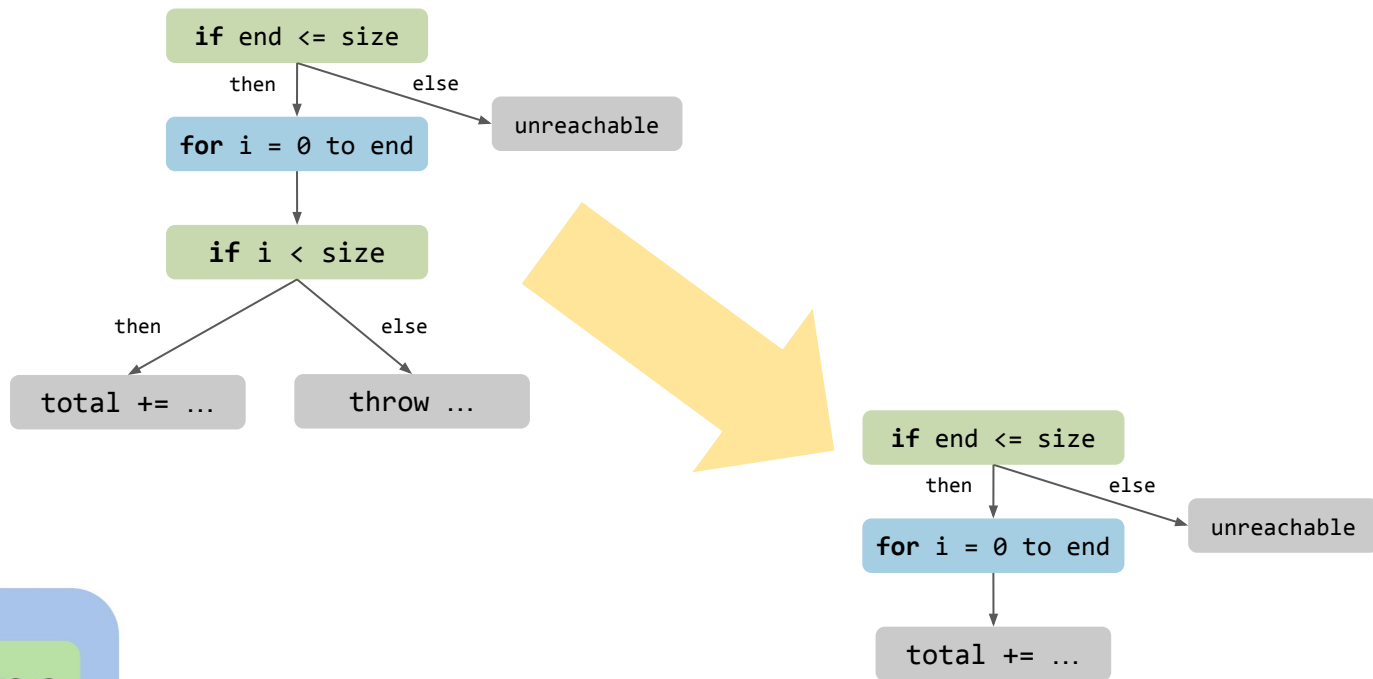 if end <= size
then
else
unreachable
for i = 0 to end
if i < size
then
else
total += …
throw …
if end <= size
then
else
unreachable
for i = 0 to end
total += …